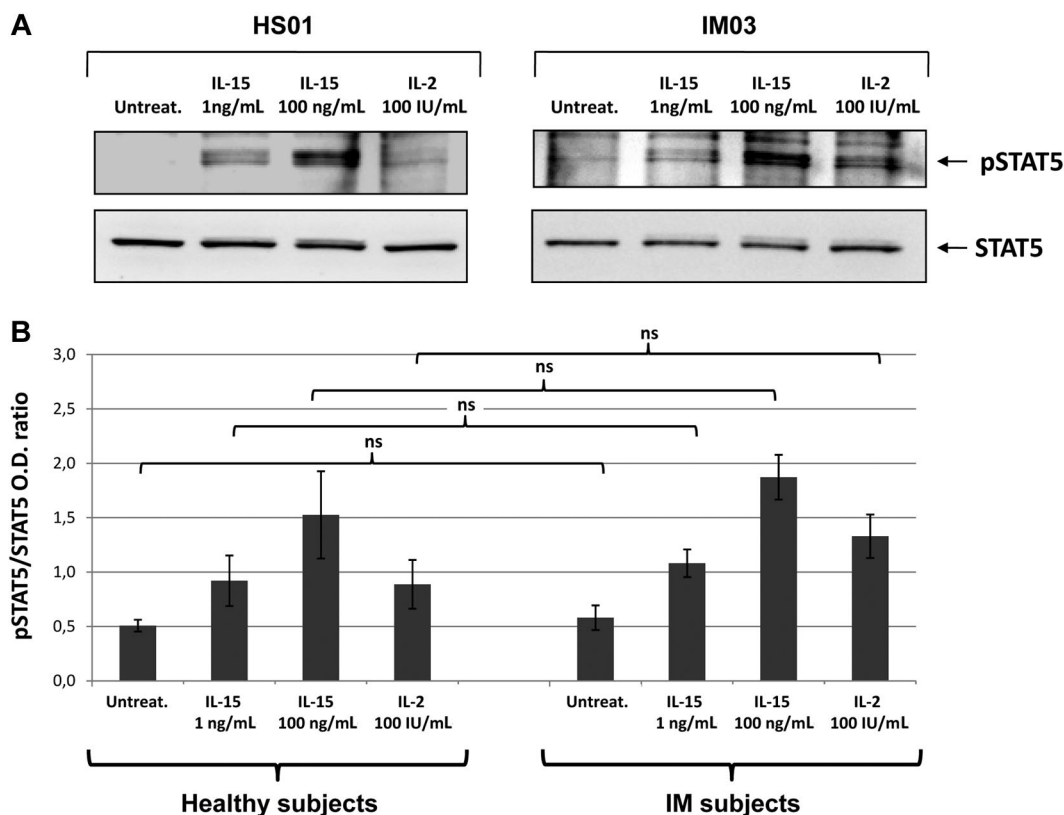 A
HS01
IM03
Untreat.
IL-15
1ng/mL
IL-15
100 ng/mL
IL-2
100 IU/mL
Untreat.
IL-15
1ng/mL
IL-15
100 ng/mL
IL-2
100 IU/mL
pSTAT5
STAT5
B
pSTAT5/STAT5 O.D. ratio
3,0
2,5
2,0
1,5
1,0
0,5
0,0
ns
ns
ns
ns
Untreat.
IL-15
1 ng/mL
IL-15
100 ng/mL
IL-2
100 IU/mL
Untreat.
IL-15
1 ng/mL
IL-15
100 ng/mL
IL-2
100 IU/mL
Healthy subjects
IM subjects